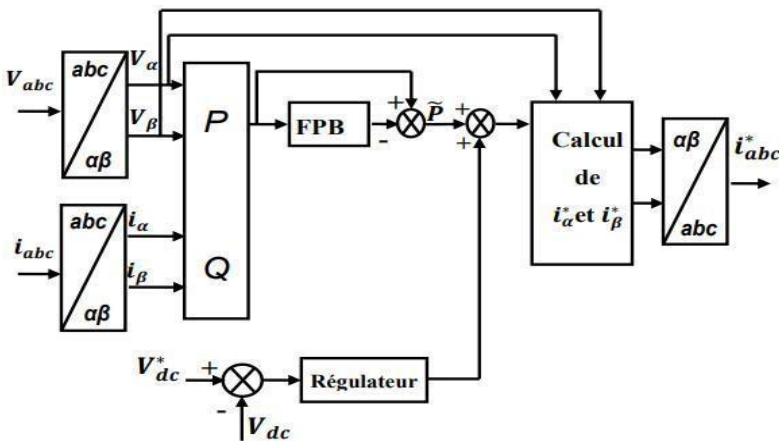 V_abc
abc
αβ
V_α
V_β
P
Q
FPB
+
-
P̃
+
+
Calcul
de
i*_α et i*_β
αβ
abc
i*_abc
i_abc
abc
αβ
i_α
i_β
V*_dc
+
-
V_dc
Régulateur